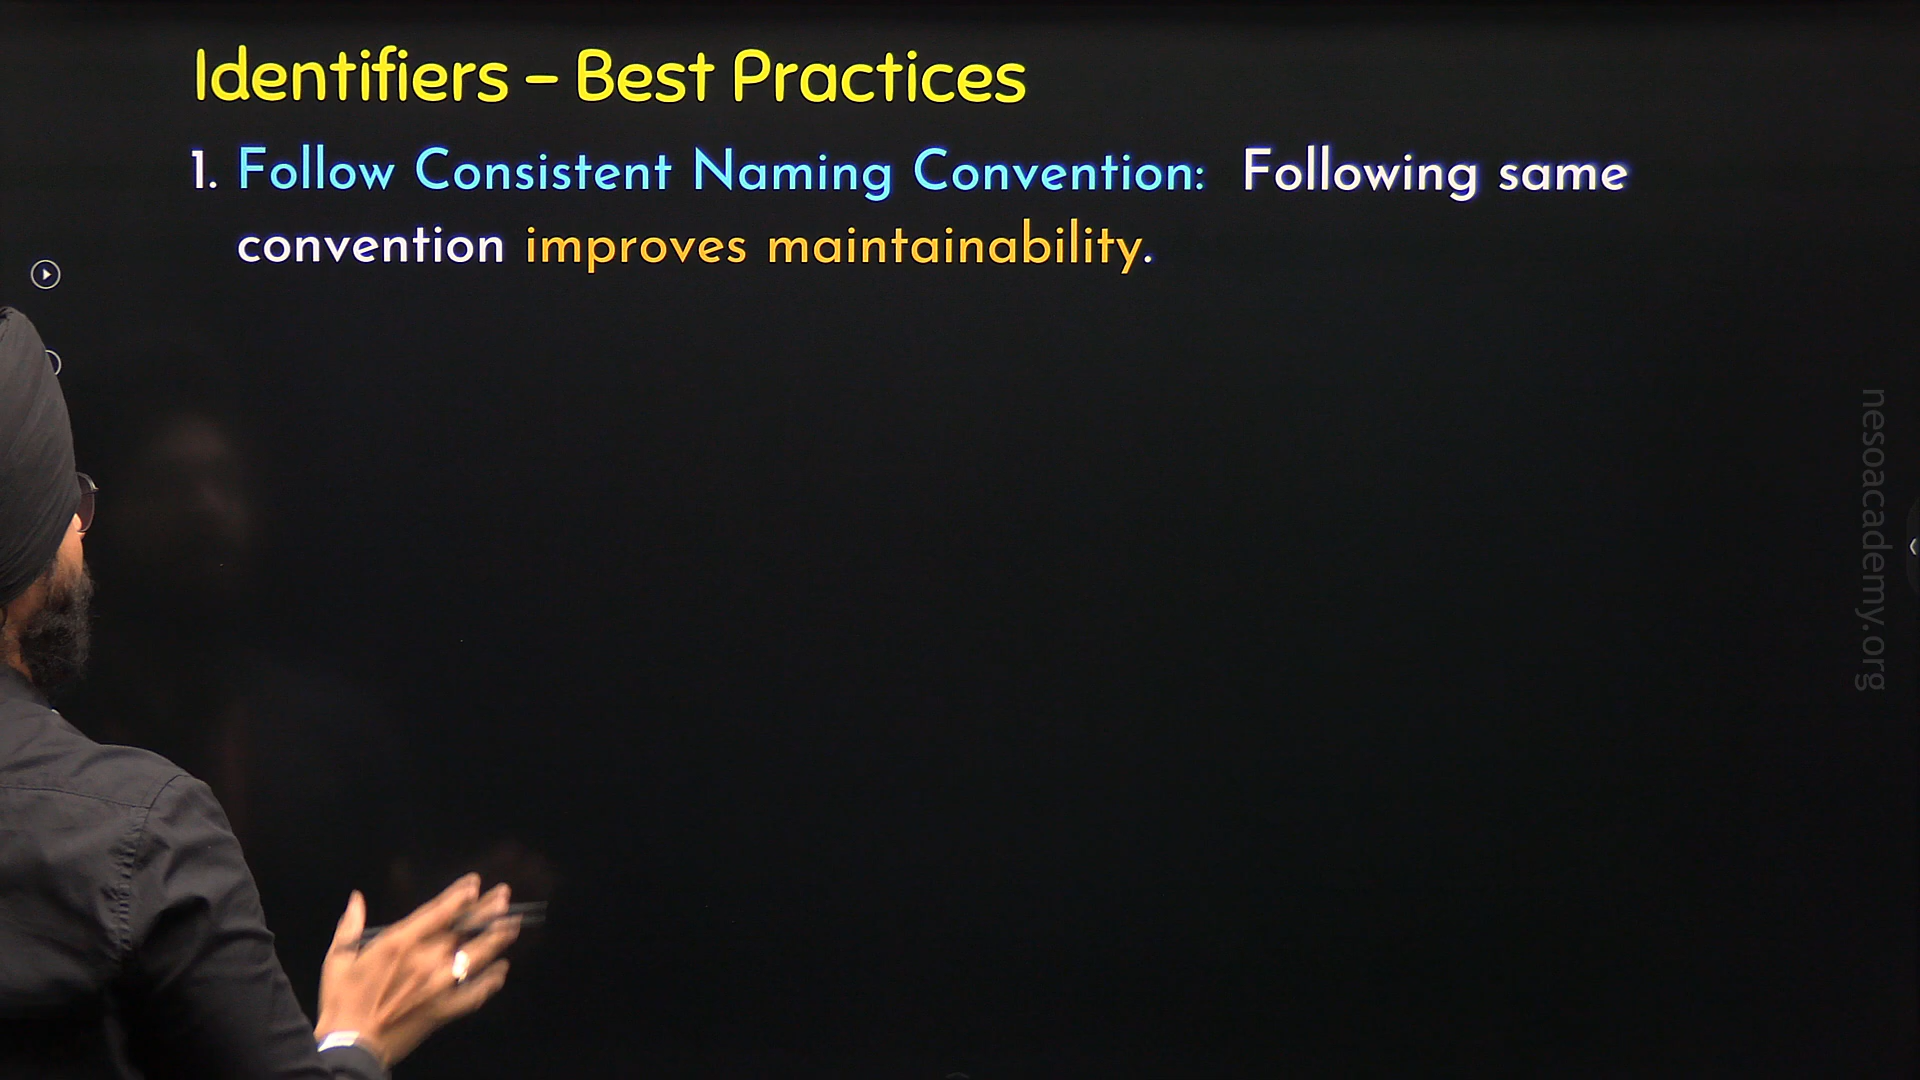 Identifiers – Best Practices
1. Follow Consistent Naming Convention: Following same
convention improves maintainability.
nesoacademy.org